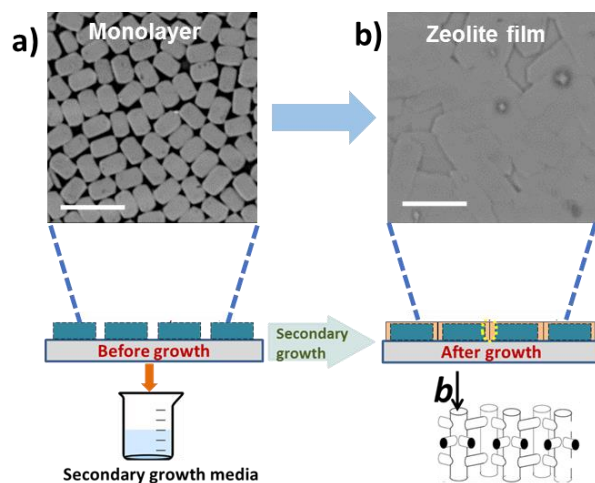 a)
Monolayer
b)
Zeolite film
Before growth
Secondary
growth
After growth
b
Secondary growth media